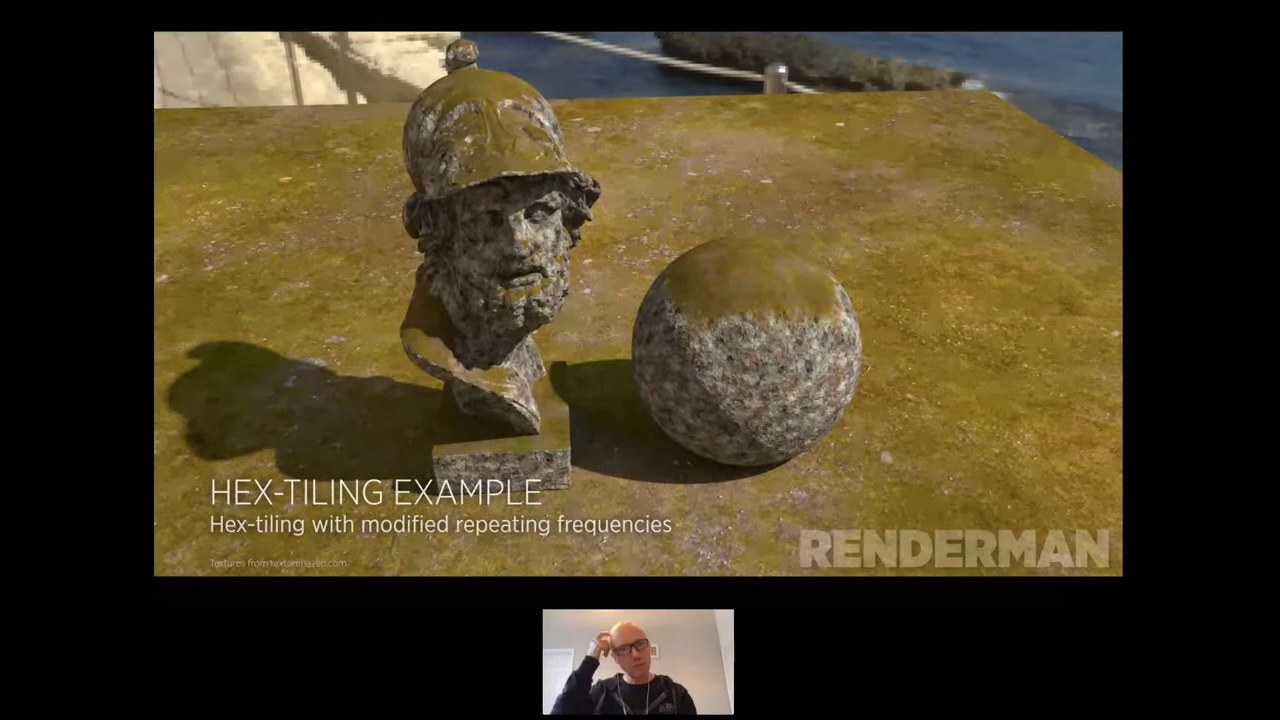 HEX-TILING EXAMPLE
Hex-tiling with modified repeating frequencies
Textures from texturehaven.com
RENDERMAN